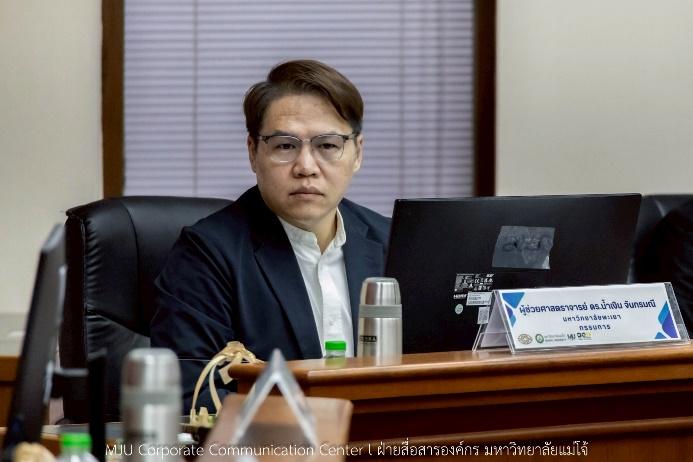 ผู้ช่วยศาสตราจารย์ ดร.น้ำเงิน จันทรมณี
มหาวิทยาลัยพะเยา
กรรมการ
MJU Corporate Communication Center l ฝ่ายสื่อสารองค์กร มหาวิทยาลัยแม่โจ้